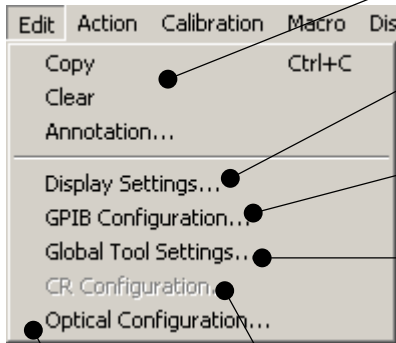 Edit Action Calibration Macro Dis
Copy Ctrl+C
Clear
Annotation...
Display Settings...
GPIB Configuration...
Global Tool Settings...
CR Configuration...
Optical Configuration...